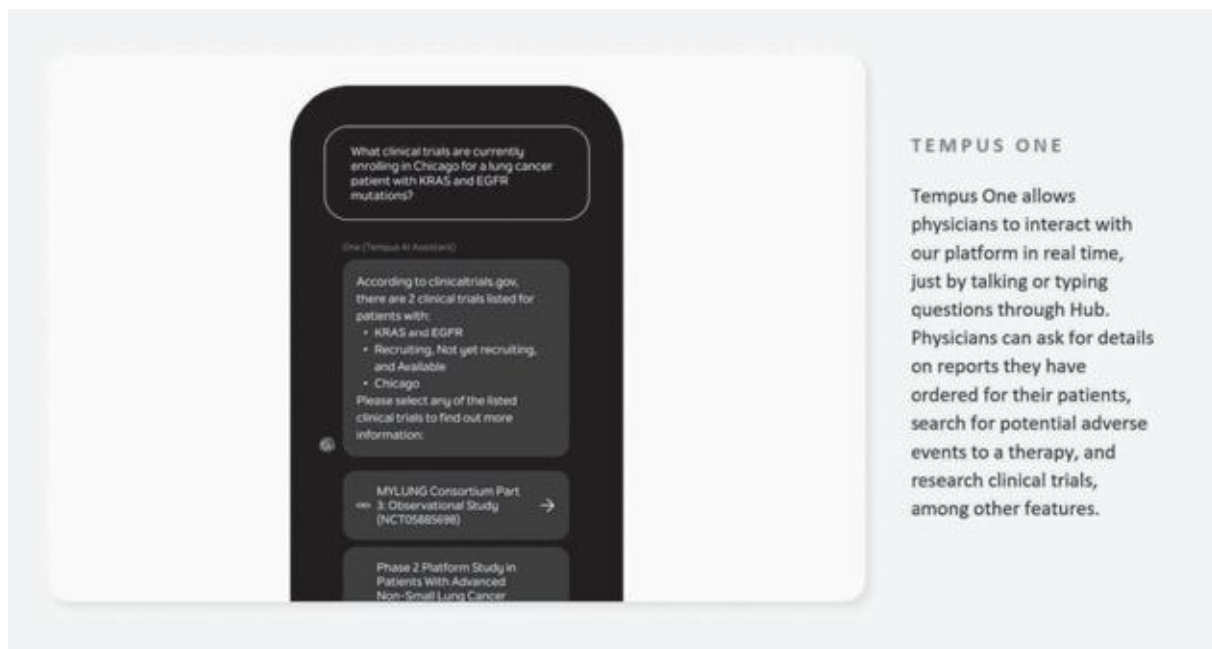 What clinical trials are currently
enrolling in Chicago for a lung cancer
patient with KRAS and EGFR
mutations?
One (Tempus AI Assistant)
According to clinicaltrials.gov,
there are 2 clinical trials listed for
patients with:
• KRAS and EGFR
• Recruiting, Not yet recruiting,
and Available
• Chicago
Please select any of the listed
clinical trials to find out more
information:
MYLUNG Consortium Part
3: Observational Study
(NCT05885698)
Phase 2 Platform Study in
Patients With Advanced
Non-Small Lung Cancer
TEMPUS ONE
Tempus One allows
physicians to interact with
our platform in real time,
just by talking or typing
questions through Hub.
Physicians can ask for details
on reports they have
ordered for their patients,
search for potential adverse
events to a therapy, and
research clinical trials,
among other features.